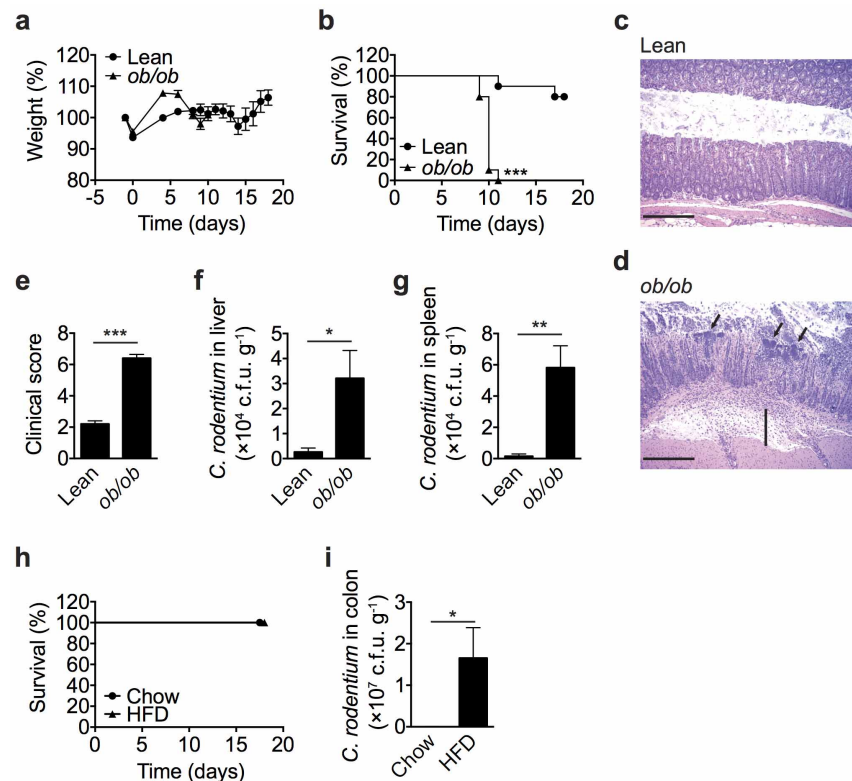 a
Weight (%)
120
110
100
90
80
Lean
ob/ob
-5
0
5
10
15
20
Time (days)
b
Survival (%)
100
80
60
40
20
0
Lean
ob/ob
***
0
5
10
15
20
Time (days)
c
Lean
d
ob/ob
e
Clinical score
8
6
4
2
0
***
Lean
ob/ob
f
C. rodentium in liver
(×10⁴ c.f.u. g⁻¹)
5
4
3
2
1
0
*
Lean
ob/ob
g
C. rodentium in spleen
(×10⁴ c.f.u. g⁻¹)
8
6
4
2
0
**
Lean
ob/ob
h
Survival (%)
100
80
60
40
20
0
Chow
HFD
0
5
10
15
20
Time (days)
i
C. rodentium in colon
(×10⁷ c.f.u. g⁻¹)
3
2
1
0
*
Chow
HFD